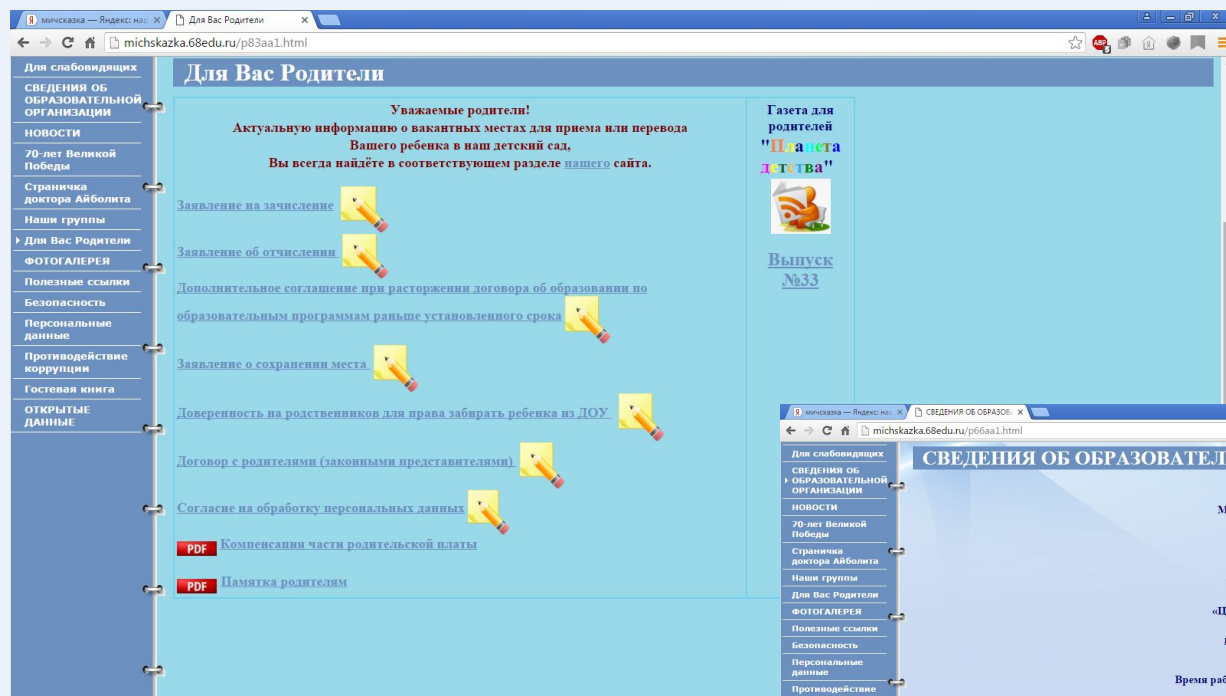 мичсказка — Яндекс: нац
Для Вас Родители
michskazka.68edu.ru/p83aa1.html
ABP
Для слабовидящих
СВЕДЕНИЯ ОБ
ОБРАЗОВАТЕЛЬНОЙ
ОРГАНИЗАЦИИ
НОВОСТИ
70-лет Великой
Победы
Страничка
доктора Айболита
Наши группы
Для Вас Родители
ФОТОГАЛЕРЕЯ
Полезные ссылки
Безопасность
Персональные
данные
Противодействие
коррупции
Гостевая книга
ОТКРЫТЫЕ
ДАННЫЕ
Для Вас Родители
Уважаемые родители!
Актуальную информацию о вакантных местах для приема или перевода
Вашего ребенка в наш детский сад,
Вы всегда найдёте в соответствующем разделе нашего сайта.
Заявление на зачисление
Заявление об отчислении
Дополнительное соглашение при расторжении договора об образовании по
образовательным программам раньше установленного срока
Заявление о сохранении места
Доверенность на родственников для права забирать ребенка из ДОУ
Договор с родителями (законными представителями)
Согласие на обработку персональных данных
PDF Компенсация части родительской платы
PDF Памятка родителям
Газета для
родителей
"Планета
детства"
Выпуск
№33
мичсказка — Яндекс: нац
СВЕДЕНИЯ ОБ ОБРАЗОВ
michskazka.68edu.ru/p66aa1.html
Для слабовидящих
СВЕДЕНИЯ ОБ
ОБРАЗОВАТЕЛЬНОЙ
ОРГАНИЗАЦИИ
НОВОСТИ
70-лет Великой
Победы
Страничка
доктора Айболита
Наши группы
Для Вас Родители
ФОТОГАЛЕРЕЯ
Полезные ссылки
Безопасность
Персональные
данные
Противодействие
СВЕДЕНИЯ ОБ ОБРАЗОВАТЕЛ
М
«Ц
Время раб